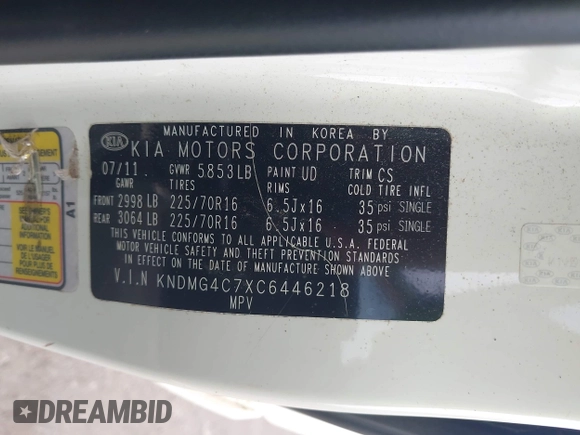 MANUFACTURED IN KOREA BY
KIA KIA MOTORS CORPORATION
07/11. GVWR 5853LB PAINT UD TRIM CS
GAWR TIRES RIMS COLD TIRE INFL
FRONT 2998 LB 225/70R16 6.5Jx16 35 psi SINGLE
REAR 3064 LB 225/70R16 6.5Jx16 35 psi SINGLE
THIS VEHICLE CONFORMS TO ALL APPLICABLE U.S.A. FEDERAL
MOTOR VEHICLE SAFETY AND THEFT PREVENTION STANDARDS
IN EFFECT ON THE DATE OF MANUFACTURE SHOWN ABOVE.
V.I.N KNDMG4C7XC6446218
MPV
A1
DREAMBID